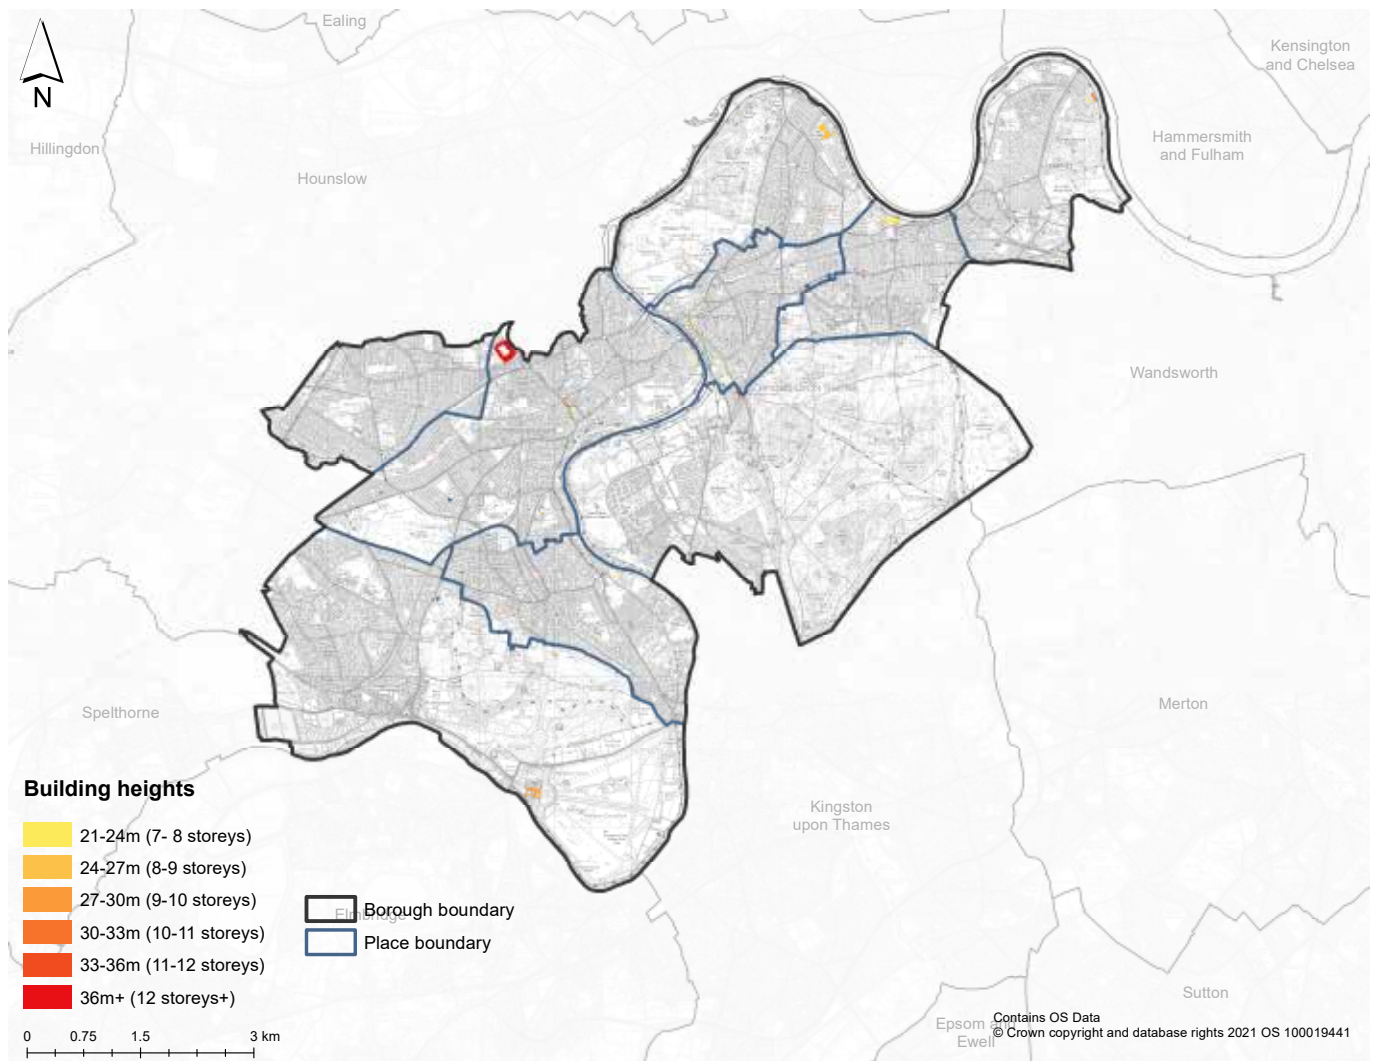 Ealing
Kensington
and Chelsea
N
Hillingdon
Hounslow
Hammersmith
and Fulham
Wandsworth
Spelthorne
Merton
Kingston
upon Thames
Building heights
21-24m (7- 8 storeys)
24-27m (8-9 storeys)
27-30m (9-10 storeys)
30-33m (10-11 storeys)
33-36m (11-12 storeys)
36m+ (12 storeys+)
Elmbridge
Borough boundary
Place boundary
Sutton
Epsom and
Ewell
Contains OS Data
© Crown copyright and database rights 2021 OS 100019441
0 0.75 1.5 3 km